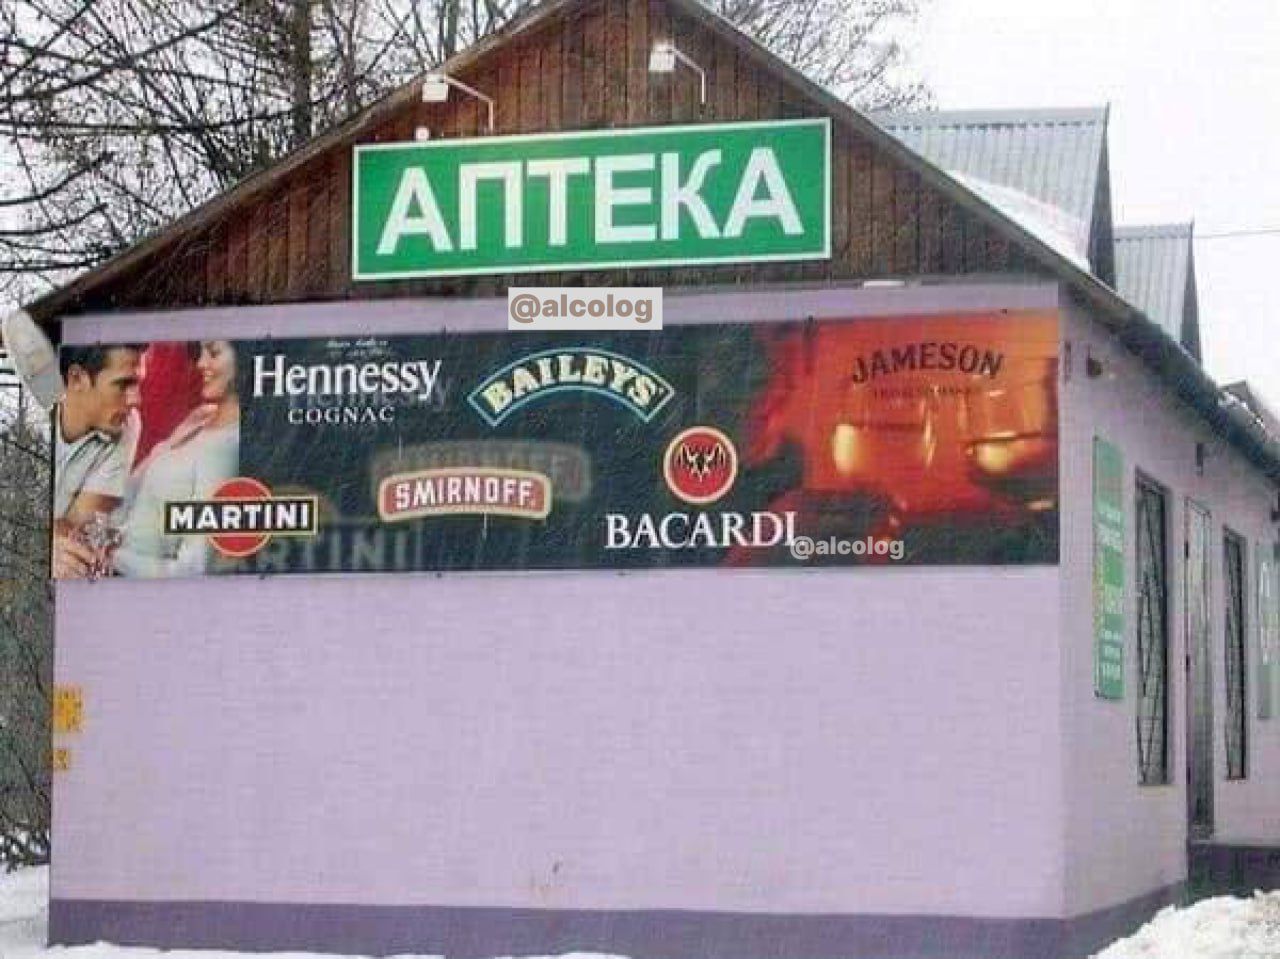 АПТЕКА
@alcolog
Hennessy
COGNAC
BAILEYS
JAMESON
SMIRNOFF
MARTINI
BACARDI
@alcolog